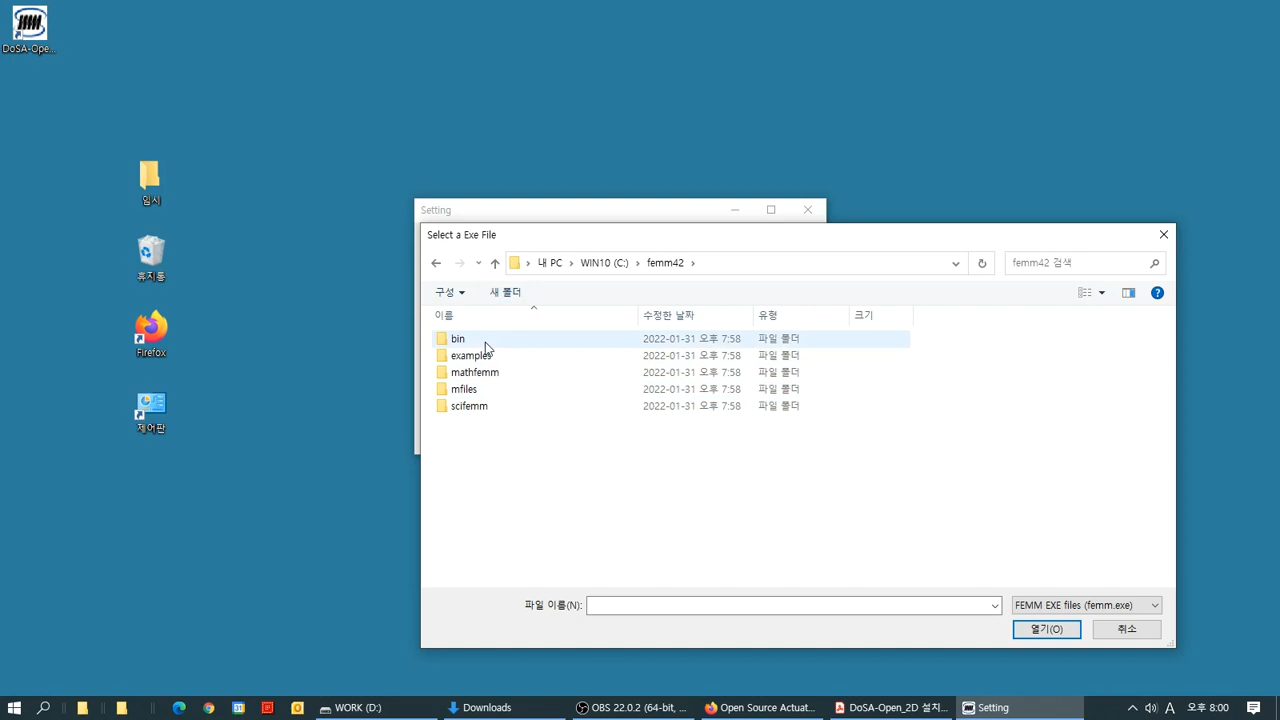 DoSA-Ope...
임시
휴지통
Firefox
제어판
Setting
Select a Exe File
내 PC › WIN10 (C:) › femm42 ›
femm42 검색
구성 새 폴더
이름 수정한 날짜 유형 크기
bin 2022-01-31 오후 7:58 파일 폴더
examples 2022-01-31 오후 7:58 파일 폴더
mathfemm 2022-01-31 오후 7:58 파일 폴더
mfiles 2022-01-31 오후 7:58 파일 폴더
scifemm 2022-01-31 오후 7:58 파일 폴더
파일 이름(N): FEMM EXE files (femm.exe)
열기(O) 취소
WORK (D:) Downloads OBS 22.0.2 (64-bit, ... Open Source Actuat... DoSA-Open_2D 설치... Setting A 오후 8:00